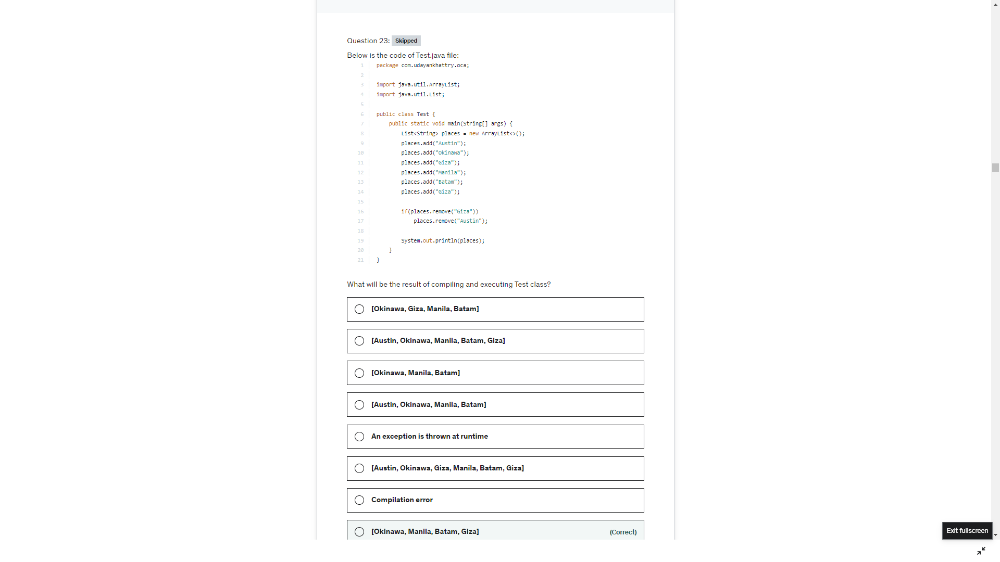 Question 23: Skipped
Below is the code of Test.java file:
1 package com.udayankhattry.oca;
2
3 import java.util.ArrayList;
4 import java.util.List;
5
6 public class Test {
7     public static void main(String[] args) {
8         List<String> places = new ArrayList<>();
9         places.add("Austin");
10         places.add("Okinawa");
11         places.add("Giza");
12         places.add("Manila");
13         places.add("Batam");
14         places.add("Giza");
15
16         if(places.remove("Giza"))
17             places.remove("Austin");
18
19         System.out.println(places);
20     }
21 }
What will be the result of compiling and executing Test class?
[Okinawa, Giza, Manila, Batam]
[Austin, Okinawa, Manila, Batam, Giza]
[Okinawa, Manila, Batam]
[Austin, Okinawa, Manila, Batam]
An exception is thrown at runtime
[Austin, Okinawa, Giza, Manila, Batam, Giza]
Compilation error
[Okinawa, Manila, Batam, Giza] (Correct)
Exit fullscreen